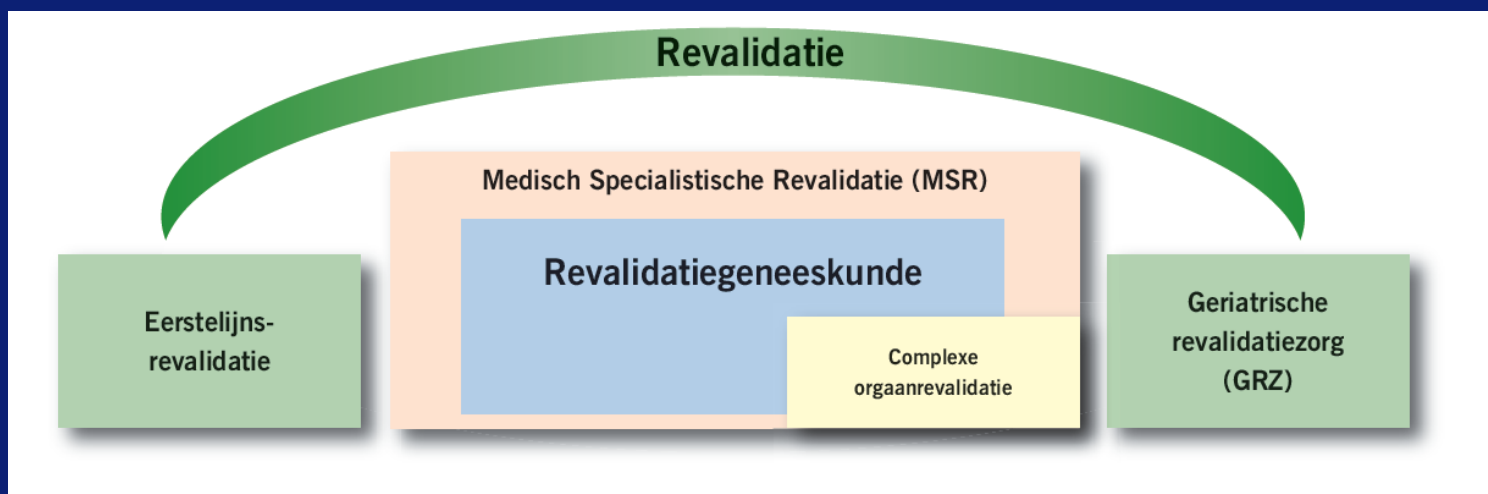 Revalidatie
Medisch Specialistische Revalidatie (MSR)
Revalidatiegeneeskunde
Eerstelijns-
revalidatie
Complexe
orgaanrevalidatie
Geriatrische
revalidatiezorg
(GRZ)